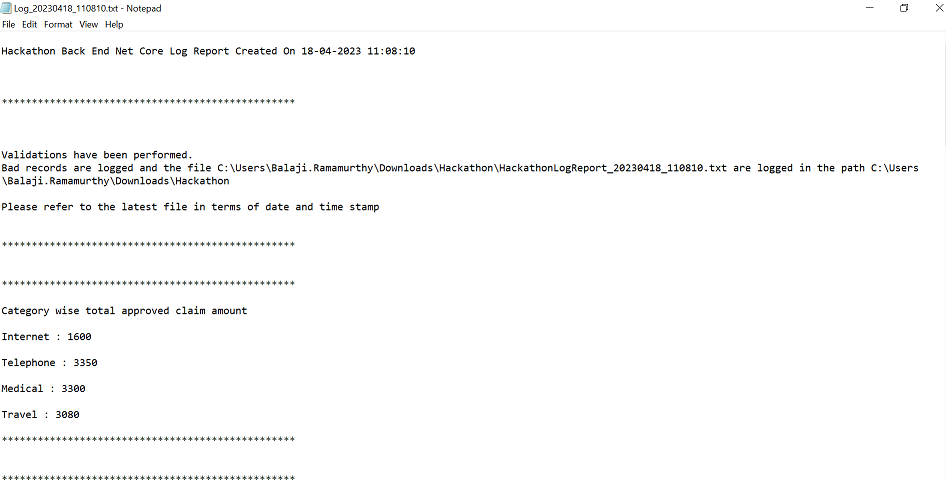 Log_20230418_110810.txt - Notepad
File Edit Format View Help
Hackathon Back End Net Core Log Report Created On 18-04-2023 11:08:10
*************************************************
Validations have been performed.
Bad records are logged and the file C:\Users\Balaji.Ramamurthy\Downloads\Hackathon\HackathonLogReport_20230418_110810.txt are logged in the path C:\Users
\Balaji.Ramamurthy\Downloads\Hackathon
Please refer to the latest file in terms of date and time stamp
*************************************************
*************************************************
Category wise total approved claim amount
Internet : 1600
Telephone : 3350
Medical : 3300
Travel : 3080
*************************************************
*************************************************